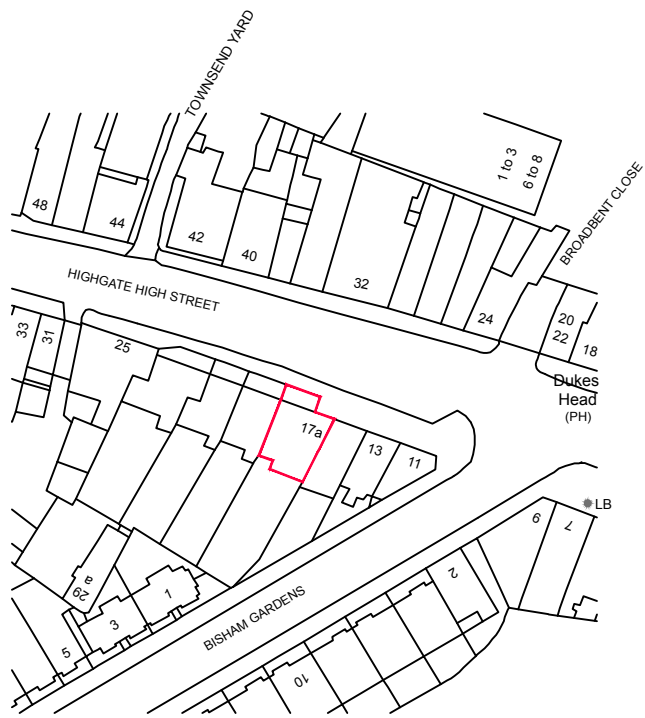 TOWNSEND YARD
1 to 3
6 to 8
BROADBENT CLOSE
48
44
42
40
32
24
20
22
18
HIGHGATE HIGH STREET
33
31
25
Dukes
Head
(PH)
17a
13
11
LB
9
7
2
29
a
1
3
5
BISHAM GARDENS
10